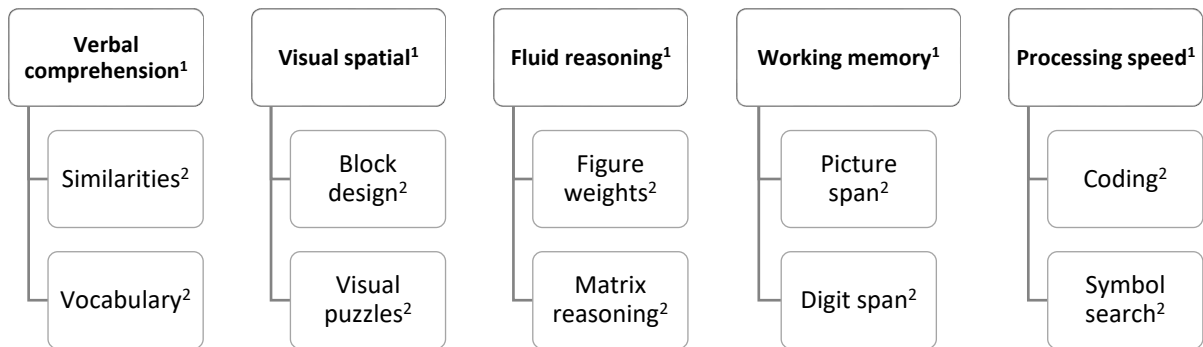 Verbal
comprehension¹
Similarities²
Vocabulary²
Visual spatial¹
Block
design²
Visual
puzzles²
Fluid reasoning¹
Figure
weights²
Matrix
reasoning²
Working memory¹
Picture
span²
Digit span²
Processing speed¹
Coding²
Symbol
search²